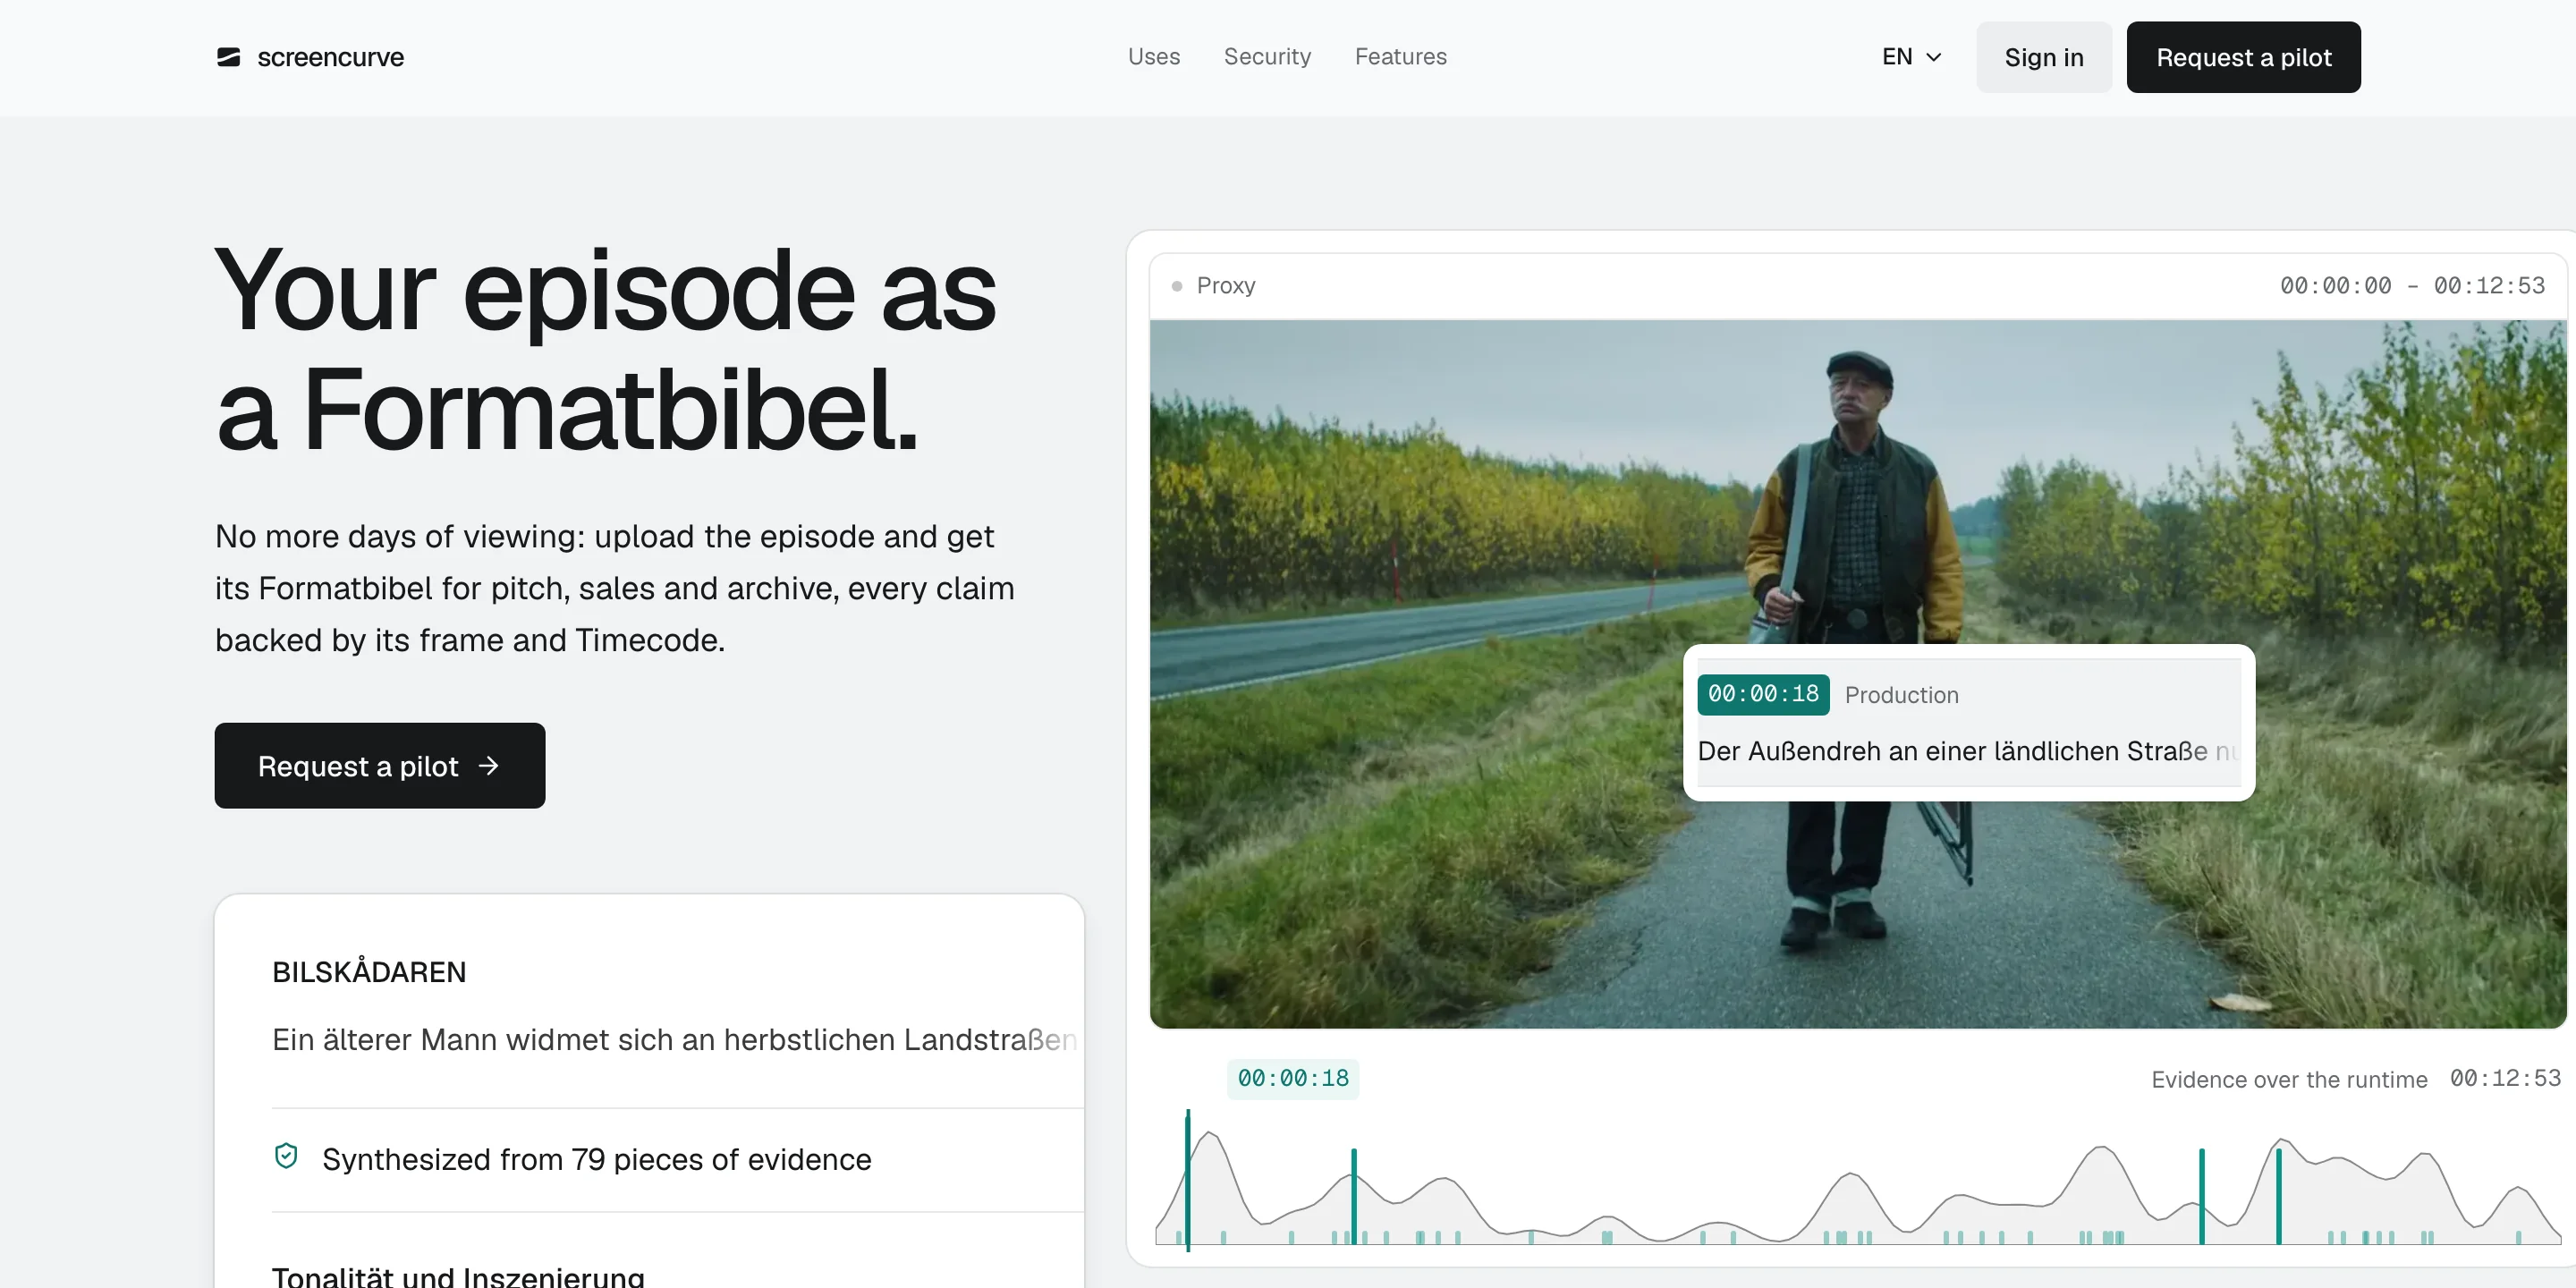 screencurve
Uses
Security
Features
EN
Sign in
Request a pilot
Your episode as
a Formatbibel.
No more days of viewing: upload the episode and get
its Formatbibel for pitch, sales and archive, every claim
backed by its frame and Timecode.
Request a pilot
BILSKÅDAREN
Ein älterer Mann widmet sich an herbstlichen Landstraßen
Synthesized from 79 pieces of evidence
Tonalität und Inszenierung
Proxy
00:00:00 – 00:12:53
00:00:18 Production
Der Außendreh an einer ländlichen Straße
00:00:18
Evidence over the runtime 00:12:53